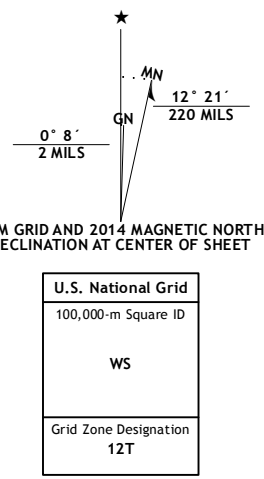 MN
GN
12° 21´
220 MILS
0° 8´
2 MILS
M GRID AND 2014 MAGNETIC NORTH
ECLINATION AT CENTER OF SHEET
U.S. National Grid
100,000-m Square ID
WS
Grid Zone Designation
12T